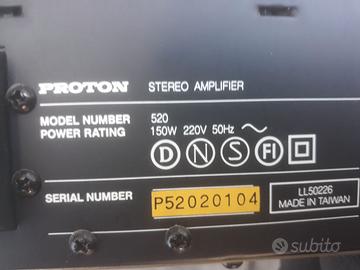 PROTON STEREO AMPLIFIER
MODEL NUMBER 520
POWER RATING 150W 220V 50Hz ~
D N S FI
SERIAL NUMBER P52020104
LL50226
MADE IN TAIWAN
subito